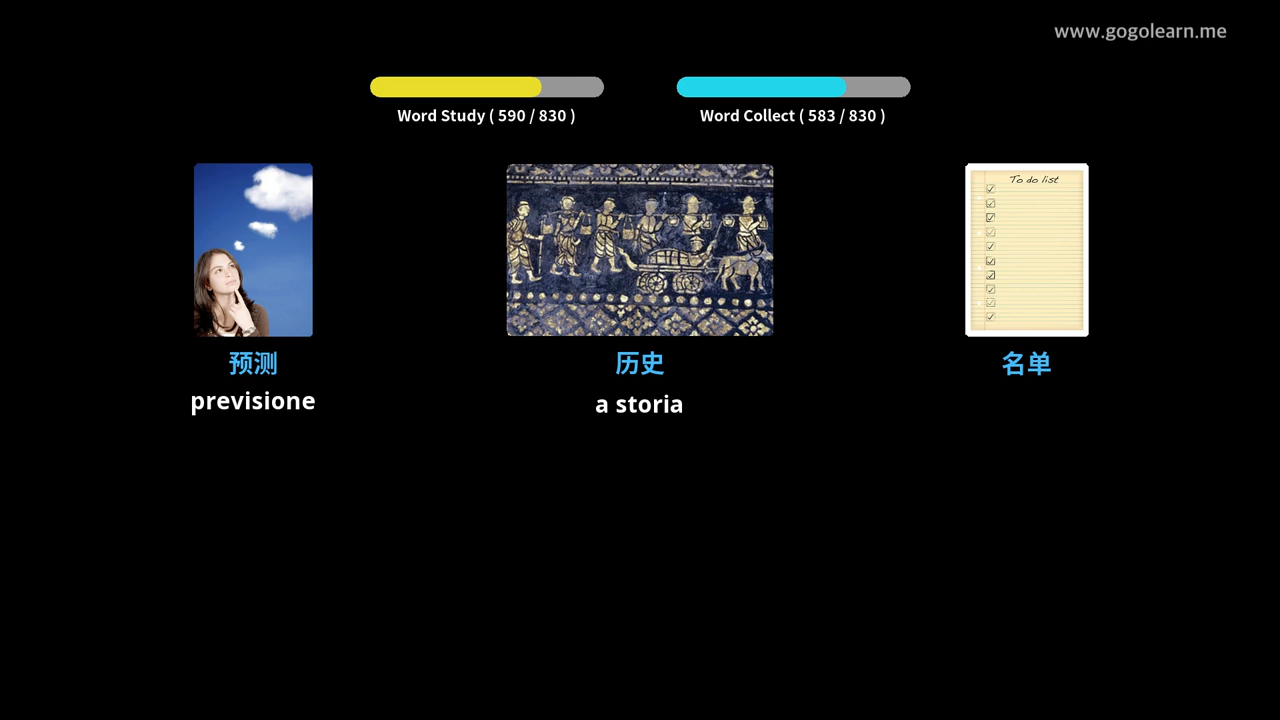 www.gogolearn.me
Word Study ( 590 / 830 )
Word Collect ( 583 / 830 )
To do list
预测
历史
名单
previsione
a storia